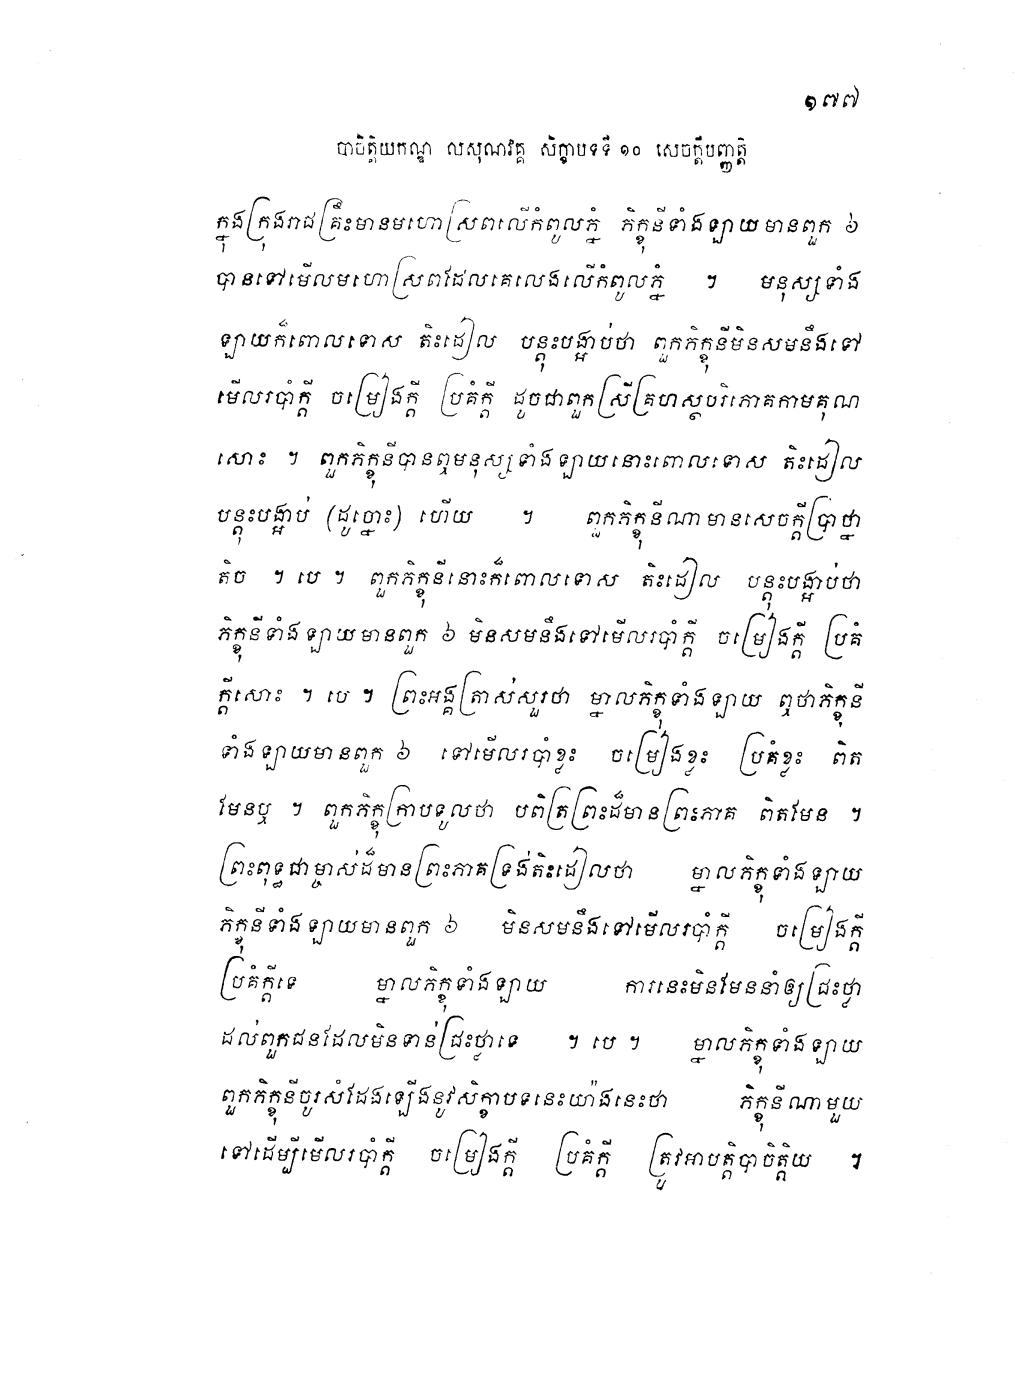 ១៧៧
បាចិត្តិយកណ្ឌ លសុណវគ្គ សិក្ខាបទទី ១០ សេចក្តីបញ្ញត្តិ
ក្នុងក្រុងរាជគ្រឹះមានមហោស្រពលើកំពូលភ្នំ ភិក្ខុនីទាំងឡាយមានពួក ៦
បានទៅមើលមហោស្រពដែលគេលេងលើកំពូលភ្នំ ។ មនុស្សទាំង
ឡាយក៏ពោលទោស តិះដៀល បន្តុះបង្អាប់ថា ពួកភិក្ខុនីមិនសមនឹងទៅ
មើលរបាំក្តី ចម្រៀងក្តី ប្រគំក្តី ដូចជាពួកស្រីគ្រហស្ថបរិភោគកាមគុណ
សោះ ។ ពួកភិក្ខុនីបានឮមនុស្សទាំងឡាយនោះពោលទោស តិះដៀល
បន្តុះបង្អាប់ (ដូច្នោះ) ហើយ ។ ពួកភិក្ខុនីណាមានសេចក្តីប្រាថ្នា
តិច ។ បេ ។ ពួកភិក្ខុនីនោះក៏ពោលទោស តិះដៀល បន្តុះបង្អាប់ថា
ភិក្ខុនីទាំងឡាយមានពួក ៦ មិនសមនឹងទៅមើលរបាំក្តី ចម្រៀងក្តី ប្រគំ
ក្តីសោះ ។ បេ ។ ព្រះអង្គត្រាស់សួរថា ម្នាលភិក្ខុទាំងឡាយ ឮថាភិក្ខុនី
ទាំងឡាយមានពួក ៦ ទៅមើលរបាំខ្លះ ចម្រៀងខ្លះ ប្រគំខ្លះ ពិត
មែនឬ ។ ពួកភិក្ខុក្រាបទូលថា បពិត្រព្រះដ៏មានព្រះភាគ ពិតមែន ។
ព្រះពុទ្ធជាម្ចាស់ដ៏មានព្រះភាគទ្រង់តិះដៀលថា ម្នាលភិក្ខុទាំងឡាយ
ភិក្ខុនីទាំងឡាយមានពួក ៦ មិនសមនឹងទៅមើលរបាំក្តី ចម្រៀងក្តី
ប្រគំក្តីទេ ម្នាលភិក្ខុទាំងឡាយ ការនេះមិនមែននាំឲ្យជ្រះថ្លា
ដល់ពួកជនដែលមិនទាន់ជ្រះថ្លាទេ ។ បេ ។ ម្នាលភិក្ខុទាំងឡាយ
ពួកភិក្ខុនីចូរសំដែងឡើងនូវសិក្ខាបទនេះយ៉ាងនេះថា ភិក្ខុនីណាមួយ
ទៅដើម្បីមើលរបាំក្តី ចម្រៀងក្តី ប្រគំក្តី ត្រូវអាបត្តិបាចិត្តិយ ។